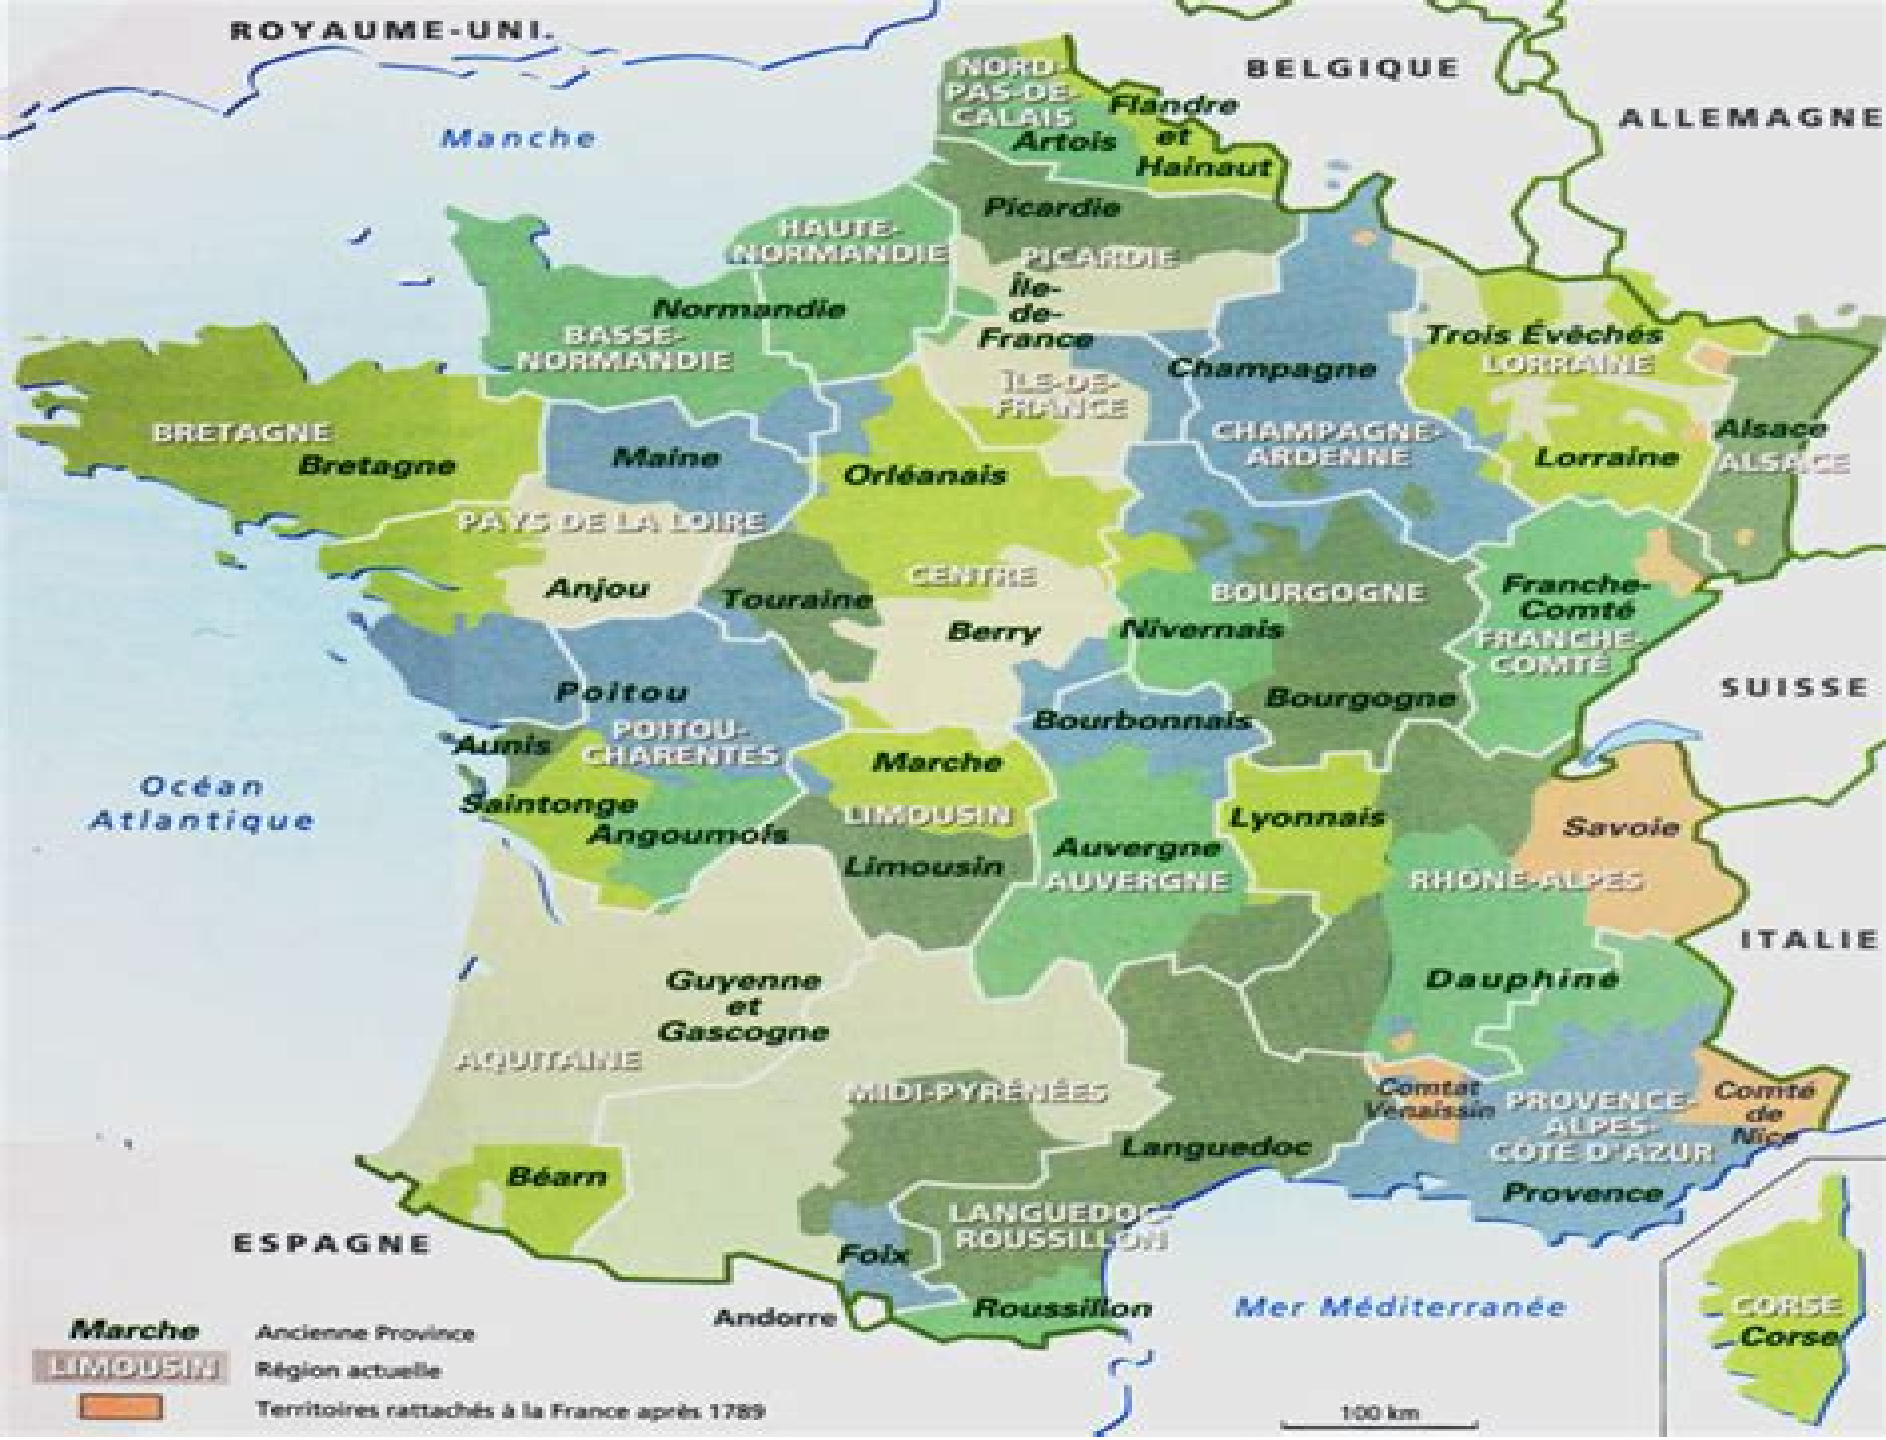 ROYAUME-UNI.
BELGIQUE
ALLEMAGNE
Manche
NORD-
PAS-DE-
CALAIS
Flandre
et
Hainaut
Artois
Picardie
PICARDIE
HAUTE-
NORMANDIE
Normandie
BASSE-
NORMANDIE
Île-
de-
France
ÎLE-DE-
FRANCE
Champagne
CHAMPAGNE-
ARDENNE
Trois Évêchés
LORRAINE
Lorraine
Alsace
ALSACE
BRETAGNE
Bretagne
Maine
Orléanais
PAYS DE LA LOIRE
Anjou
Touraine
CENTRE
Berry
BOURGOGNE
Nivernais
Bourgogne
Franche-
Comté
FRANCHE-
COMTÉ
SUISSE
Poitou
POITOU-
CHARENTES
Bourbonnais
Aunis
Marche
Saintonge
Angoumois
LIMOUSIN
Limousin
Auvergne
AUVERGNE
Lyonnais
Savoie
RHÔNE-ALPES
ITALIE
Océan
Atlantique
Guyenne
et
Gascogne
AQUITAINE
Dauphiné
MIDI-PYRÉNÉES
Comtat
Venaissin
PROVENCE-
ALPES-
CÔTE D'AZUR
Comté
de
Nice
Provence
Languedoc
Béarn
LANGUEDOC-
ROUSSILLON
Foix
Roussillon
ESPAGNE
Andorre
Mer Méditerranée
CORSE
Corse
Marche
Ancienne Province
LIMOUSIN
Région actuelle
Territoires rattachés à la France après 1789
100 km